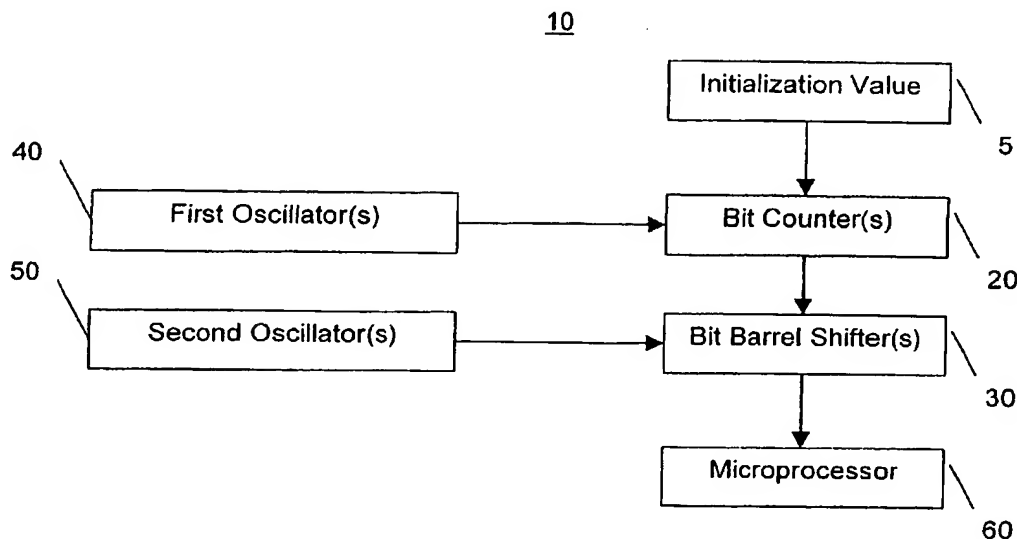 10
Initialization Value
5
40
First Oscillator(s)
Bit Counter(s)
20
50
Second Oscillator(s)
Bit Barrel Shifter(s)
30
Microprocessor
60